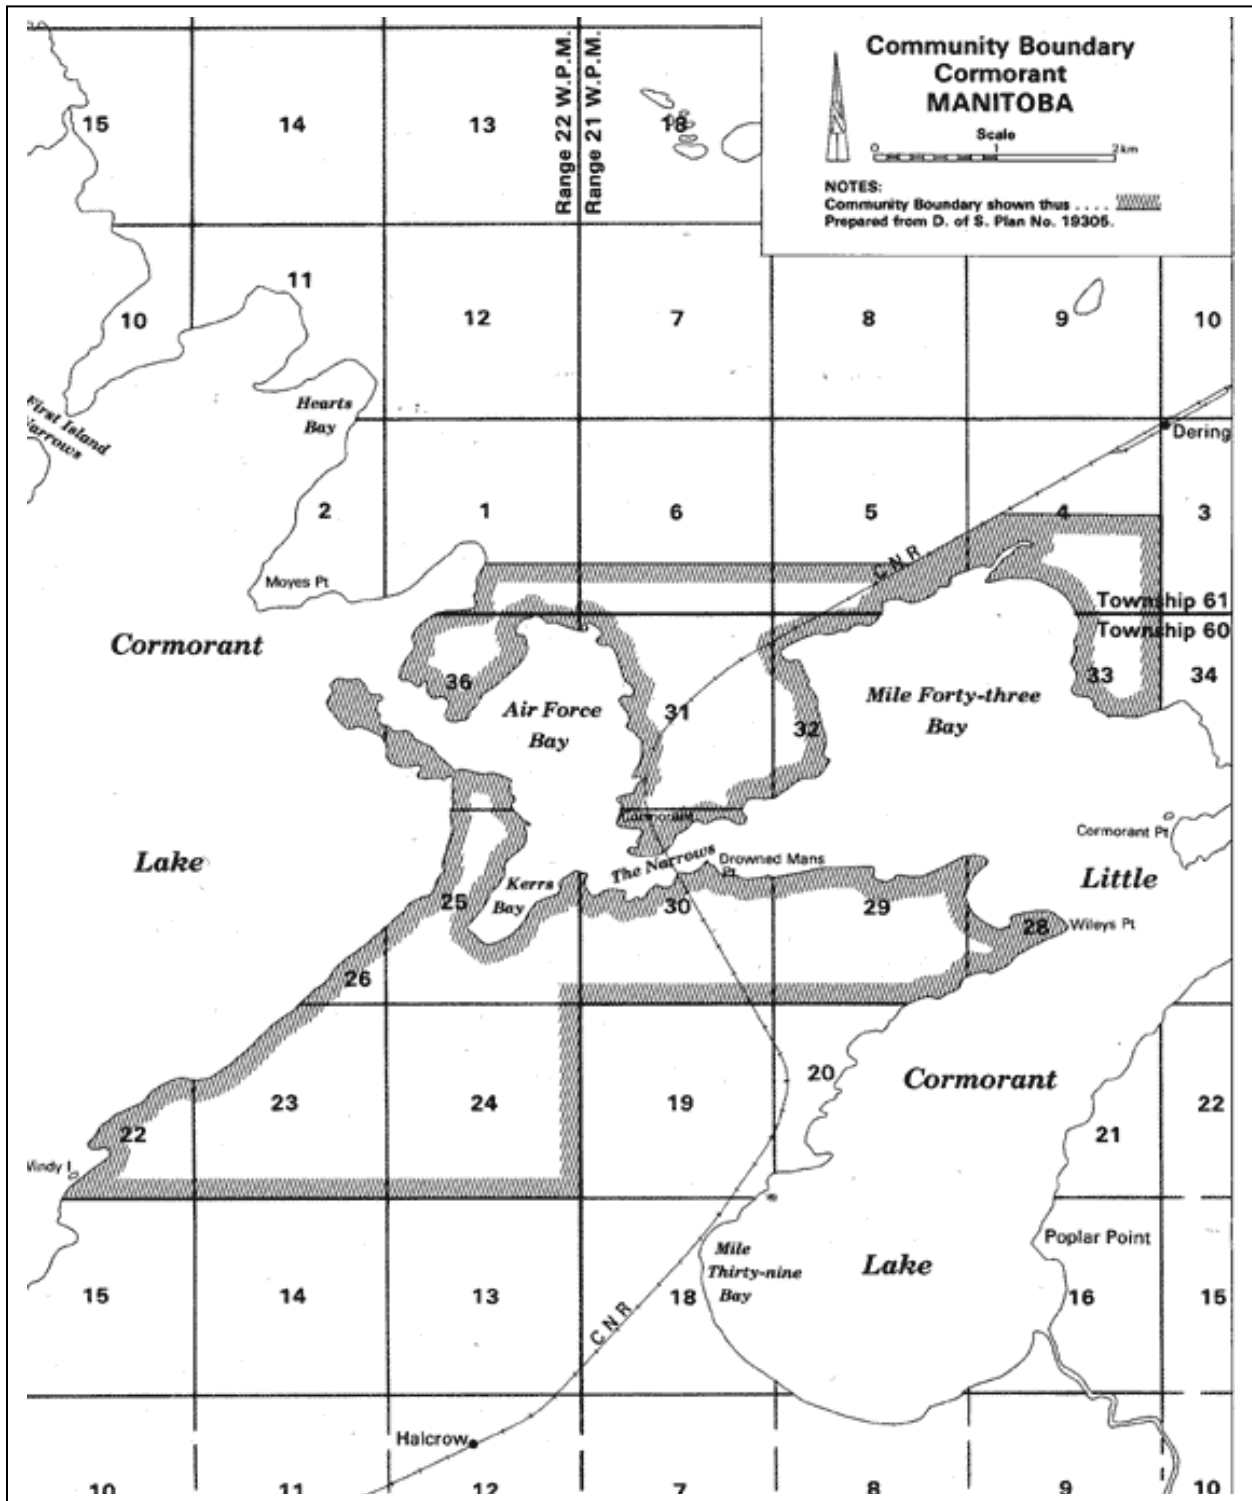 Community Boundary
Cormorant
MANITOBA
Scale
0 1 2 km
NOTES:
Community Boundary shown thus . . . .
Prepared from D. of S. Plan No. 19305.
Range 22 W.P.M.
Range 21 W.P.M.
15 14 13 18
11
10 12 7 8 9 10
First Island
Narrows
Hearts
Bay
Dering
2 1 6 5 4 3
CNR
Moyes Pt
Township 61
Township 60
Cormorant
36 31 32 33 34
Air Force
Bay
Mile Forty-three
Bay
Cormorant
Cormorant Pt
The Narrows
Drowned Mans
Pt
Lake
Little
Kerrs
Bay
25 30 29 28
Wileys Pt
26
20
Cormorant
23 24 19 22
22 21
Windy I
Poplar Point
Mile
Thirty-nine
Bay
Lake
15 14 13 18 16 15
CNR
Halcrow
10 11 12 7 8 9 10